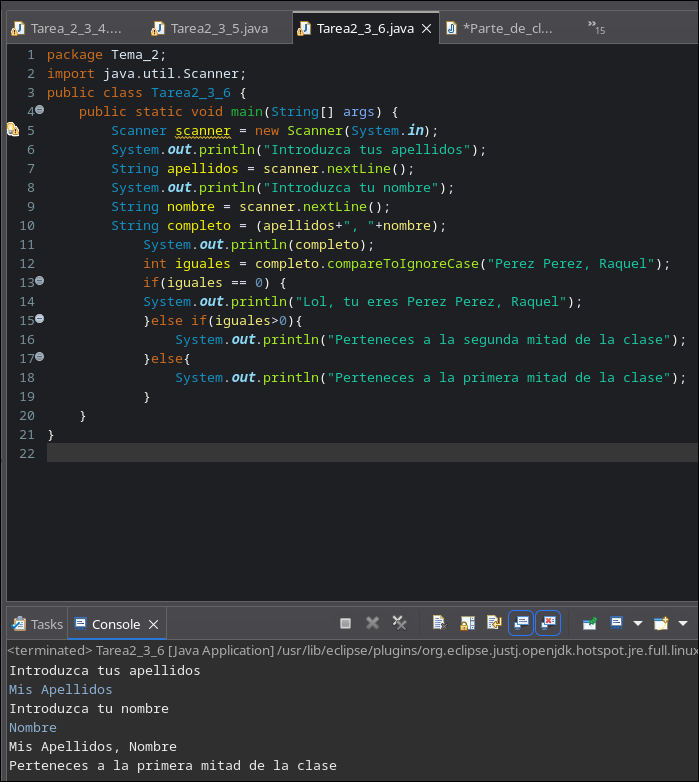 Tarea_2_3_4.... Tarea2_3_5.java Tarea2_3_6.java *Parte_de_cl... »15
1 package Tema_2;
2 import java.util.Scanner;
3 public class Tarea2_3_6 {
4 public static void main(String[] args) {
5 Scanner scanner = new Scanner(System.in);
6 System.out.println("Introduzca tus apellidos");
7 String apellidos = scanner.nextLine();
8 System.out.println("Introduzca tu nombre");
9 String nombre = scanner.nextLine();
10 String completo = (apellidos+", "+nombre);
11 System.out.println(completo);
12 int iguales = completo.compareToIgnoreCase("Perez Perez, Raquel");
13 if(iguales == 0) {
14 System.out.println("Lol, tu eres Perez Perez, Raquel");
15 }else if(iguales>0){
16 System.out.println("Perteneces a la segunda mitad de la clase");
17 }else{
18 System.out.println("Perteneces a la primera mitad de la clase");
19 }
20 }
21 }
22
Tasks Console
<terminated> Tarea2_3_6 [Java Application] /usr/lib/eclipse/plugins/org.eclipse.justj.openjdk.hotspot.jre.full.linux
Introduzca tus apellidos
Mis Apellidos
Introduzca tu nombre
Nombre
Mis Apellidos, Nombre
Perteneces a la primera mitad de la clase